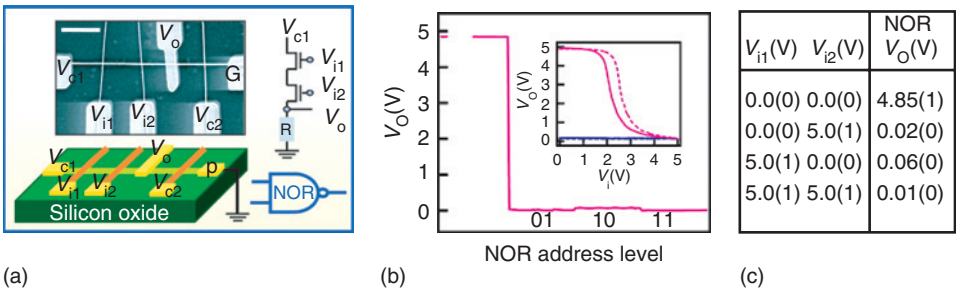 V_o
V_c1
G
V_i1 V_i2 V_c2
V_c1
V_i1
V_i2
V_o
R
V_o
V_c1 p
V_i1 V_i2 V_c2
Silicon oxide
NOR
(a)
V_O(V)
5
4
3
2
1
0
01 10 11
NOR address level
V_O(V)
5
4
3
2
1
0
0 1 2 3 4 5
V_i(V)
(b)
NOR
V_i1(V) V_i2(V) V_O(V)
0.0(0) 0.0(0) 4.85(1)
0.0(0) 5.0(1) 0.02(0)
5.0(1) 0.0(0) 0.06(0)
5.0(1) 5.0(1) 0.01(0)
(c)